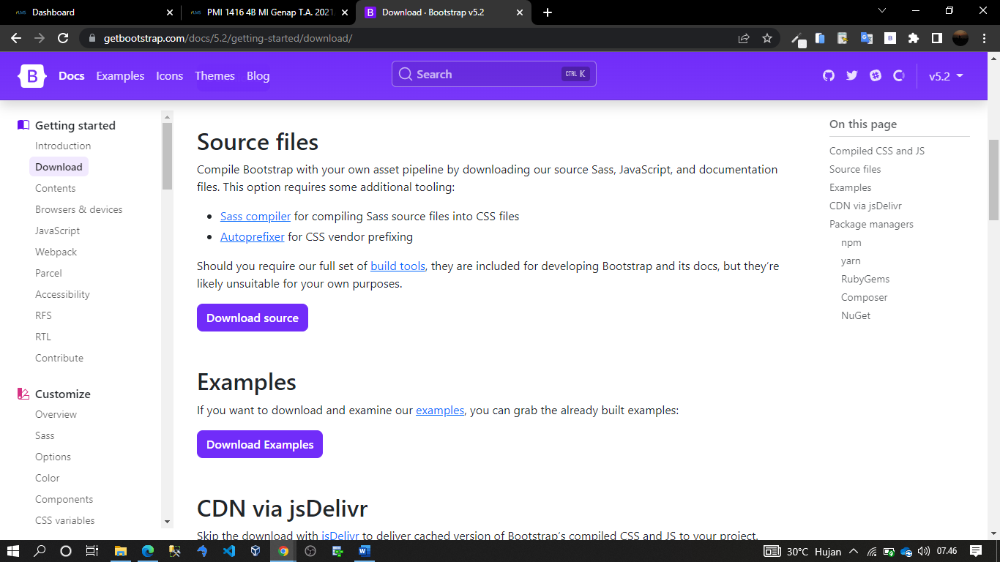 Dashboard
PMI 1416 4B MI Genap T.A. 2021
Download · Bootstrap v5.2
getbootstrap.com/docs/5.2/getting-started/download/
B
Docs
Examples
Icons
Themes
Blog
Search
CTRL K
v5.2
Getting started
Introduction
Download
Contents
Browsers & devices
JavaScript
Webpack
Parcel
Accessibility
RFS
RTL
Contribute
Customize
Overview
Sass
Options
Color
Components
CSS variables
Source files
Compile Bootstrap with your own asset pipeline by downloading our source Sass, JavaScript, and documentation
files. This option requires some additional tooling:
• Sass compiler for compiling Sass source files into CSS files
• Autoprefixer for CSS vendor prefixing
Should you require our full set of build tools, they are included for developing Bootstrap and its docs, but they’re
likely unsuitable for your own purposes.
Download source
Examples
If you want to download and examine our examples, you can grab the already built examples:
Download Examples
CDN via jsDelivr
Skip the download with jsDelivr to deliver cached version of Bootstrap’s compiled CSS and JS to your project.
On this page
Compiled CSS and JS
Source files
Examples
CDN via jsDelivr
Package managers
npm
yarn
RubyGems
Composer
NuGet
30°C Hujan
07.46